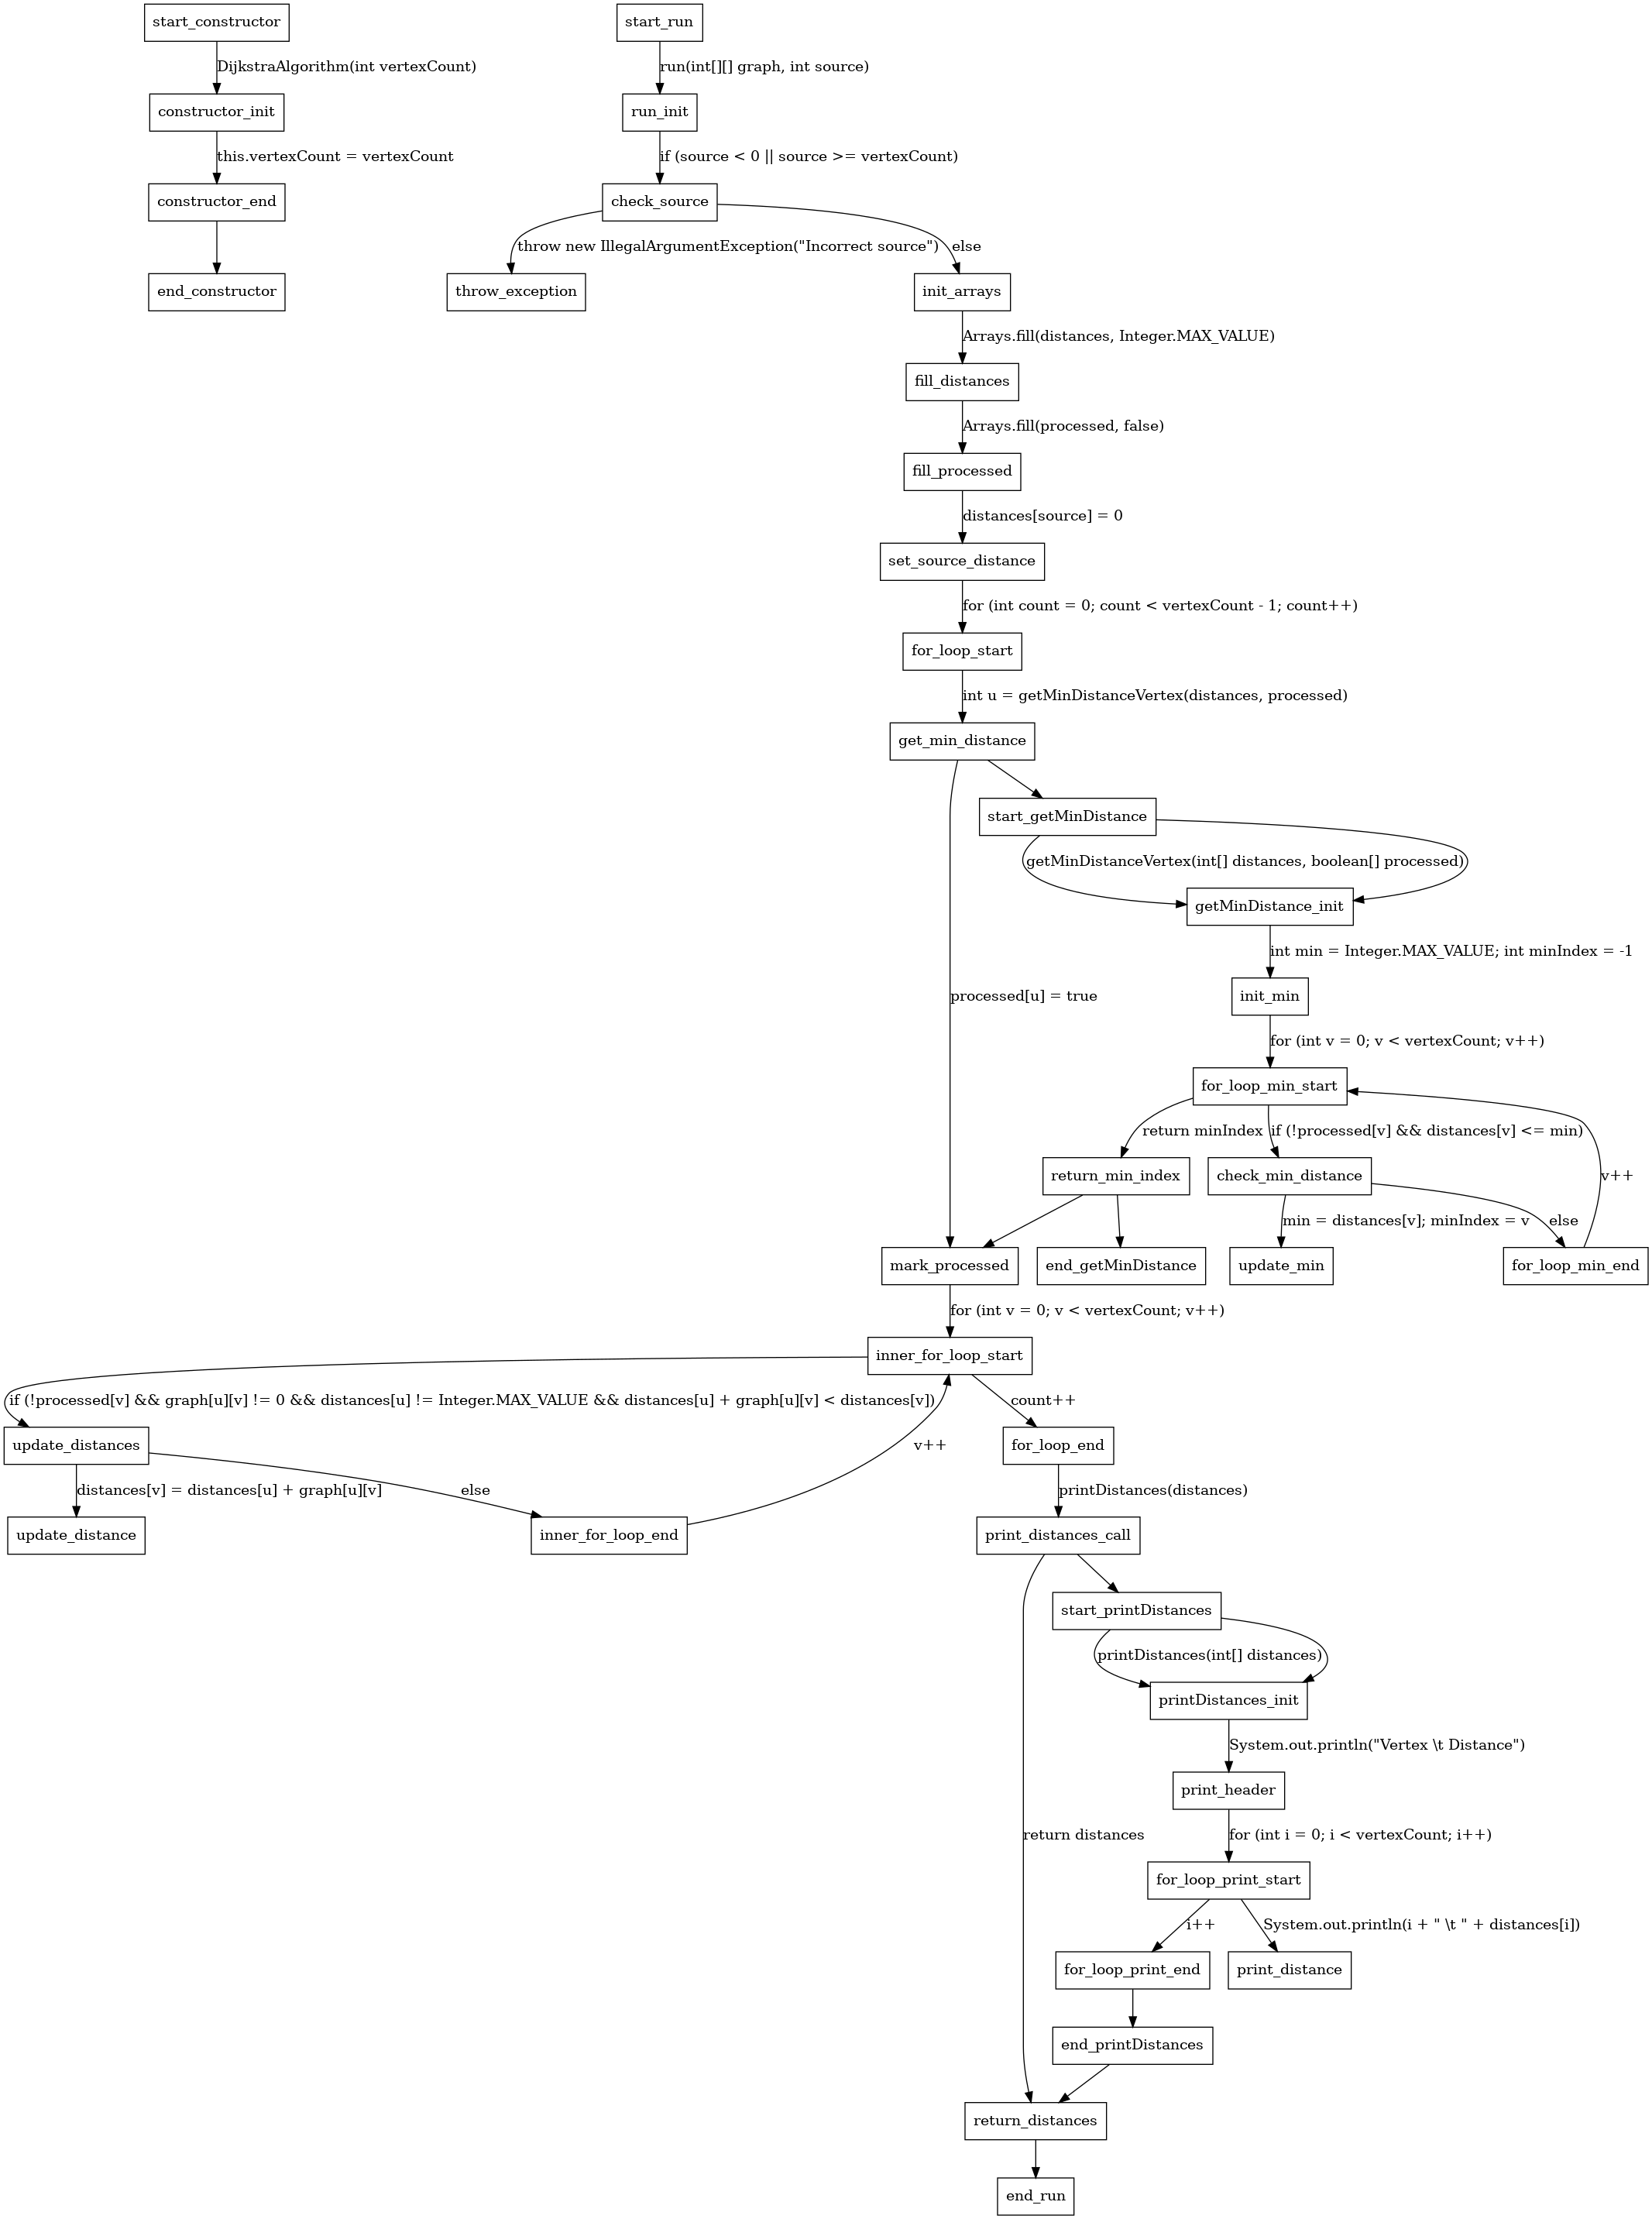 start_constructor
start_run
DijkstraAlgorithm(int vertexCount)
run(int[][] graph, int source)
constructor_init
run_init
this.vertexCount = vertexCount
if (source < 0 || source >= vertexCount)
constructor_end
check_source
throw new IllegalArgumentException("Incorrect source")
else
end_constructor
throw_exception
init_arrays
Arrays.fill(distances, Integer.MAX_VALUE)
fill_distances
Arrays.fill(processed, false)
fill_processed
distances[source] = 0
set_source_distance
for (int count = 0; count < vertexCount - 1; count++)
for_loop_start
int u = getMinDistanceVertex(distances, processed)
get_min_distance
start_getMinDistance
getMinDistanceVertex(int[] distances, boolean[] processed)
getMinDistance_init
int min = Integer.MAX_VALUE; int minIndex = -1
processed[u] = true
init_min
for (int v = 0; v < vertexCount; v++)
for_loop_min_start
return minIndex
if (!processed[v] && distances[v] <= min)
return_min_index
check_min_distance
v++
min = distances[v]; minIndex = v
else
mark_processed
end_getMinDistance
update_min
for_loop_min_end
for (int v = 0; v < vertexCount; v++)
inner_for_loop_start
if (!processed[v] && graph[u][v] != 0 && distances[u] != Integer.MAX_VALUE && distances[u] + graph[u][v] < distances[v])
count++
update_distances
v++
for_loop_end
distances[v] = distances[u] + graph[u][v]
else
printDistances(distances)
update_distance
inner_for_loop_end
print_distances_call
start_printDistances
printDistances(int[] distances)
printDistances_init
System.out.println("Vertex \t Distance")
print_header
return distances
for (int i = 0; i < vertexCount; i++)
for_loop_print_start
i++
System.out.println(i + " \t " + distances[i])
for_loop_print_end
print_distance
end_printDistances
return_distances
end_run